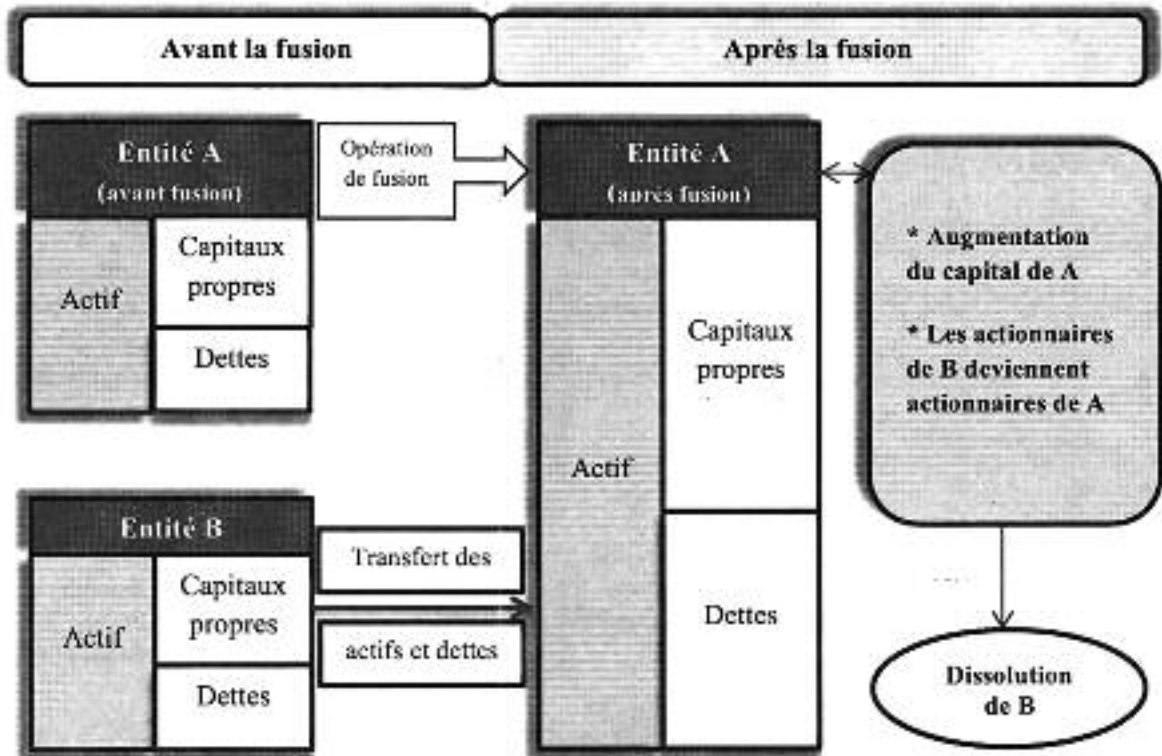 Avant la fusion
Après la fusion
Entité A
(avant fusion)
Actif
Capitaux
propres
Dettes
Opération
de fusion
Entité B
Actif
Capitaux
propres
Dettes
Transfert des
actifs et dettes
Entité A
(après fusion)
Actif
Capitaux
propres
Dettes
* Augmentation
du capital de A
* Les actionnaires
de B deviennent
actionnaires de A
Dissolution
de B